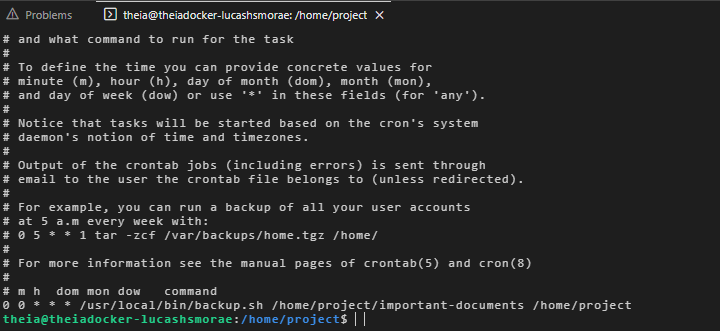 Problems
theia@theiadocker-lucashsmorae: /home/project
# and what command to run for the task
#
# To define the time you can provide concrete values for
# minute (m), hour (h), day of month (dom), month (mon),
# and day of week (dow) or use '*' in these fields (for 'any').
#
# Notice that tasks will be started based on the cron's system
# daemon's notion of time and timezones.
#
# Output of the crontab jobs (including errors) is sent through
# email to the user the crontab file belongs to (unless redirected).
#
# For example, you can run a backup of all your user accounts
# at 5 a.m every week with:
# 0 5 * * 1 tar -zcf /var/backups/home.tgz /home/
#
# For more information see the manual pages of crontab(5) and cron(8)
#
# m h  dom mon dow   command
0 0 * * * /usr/local/bin/backup.sh /home/project/important-documents /home/project
theia@theiadocker-lucashsmorae:/home/project$